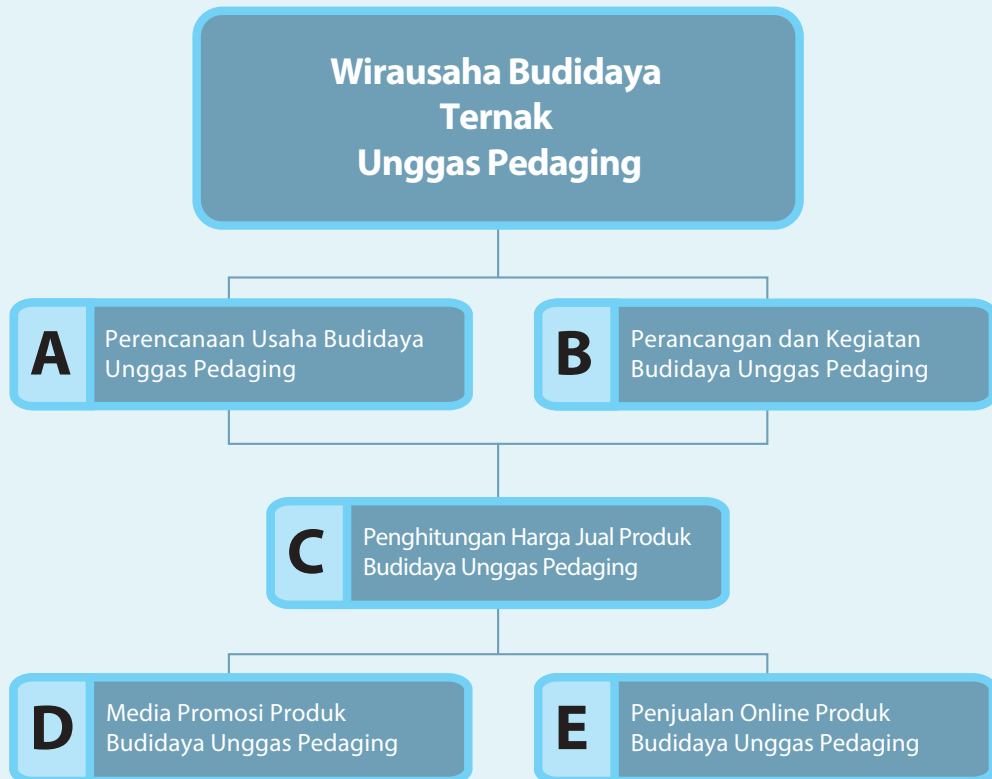 Wirausaha Budidaya
Ternak
Unggas Pedaging
A
Perencanaan Usaha Budidaya
Unggas Pedaging
B
Perancangan dan Kegiatan
Budidaya Unggas Pedaging
C
Penghitungan Harga Jual Produk
Budidaya Unggas Pedaging
D
Media Promosi Produk
Budidaya Unggas Pedaging
E
Penjualan Online Produk
Budidaya Unggas Pedaging